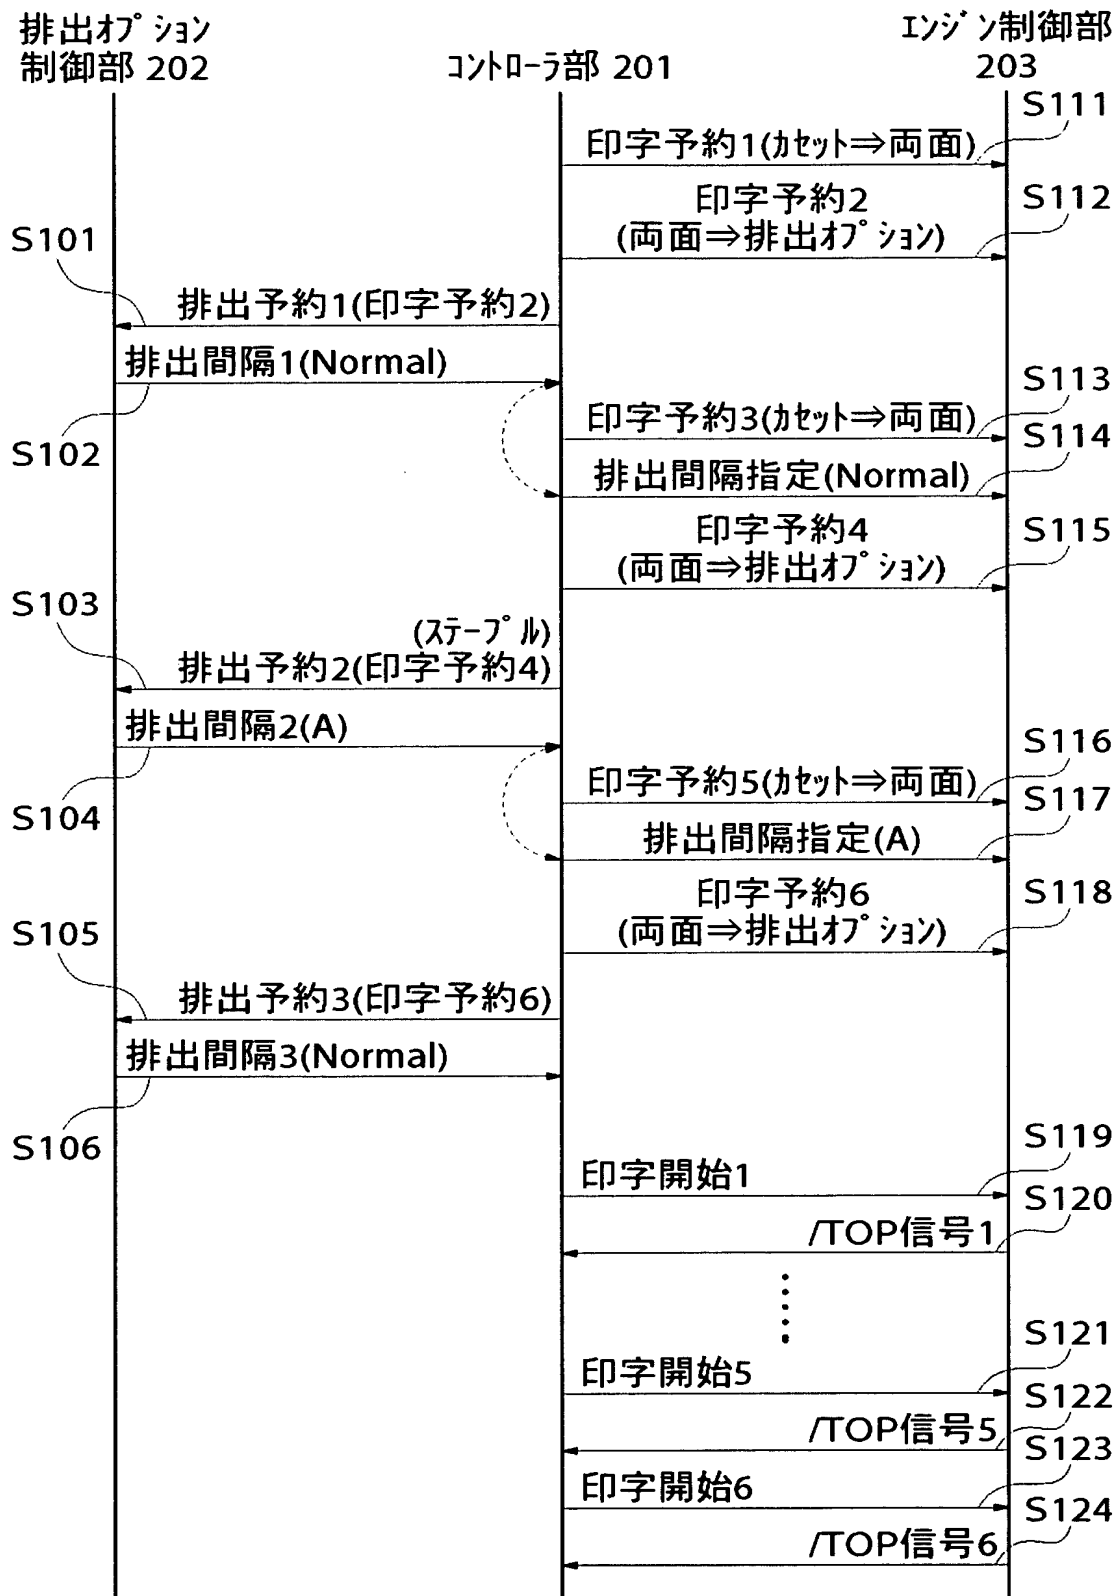 排出ｵﾌﾟｼｮﾝ
制御部 202
ｺﾝﾄﾛｰﾗ部 201
ｴﾝｼﾞﾝ制御部
203
S111
印字予約1(ｶｾｯﾄ⇒両面)
印字予約2
S112
(両面⇒排出ｵﾌﾟｼｮﾝ)
S101
排出予約1(印字予約2)
排出間隔1(Normal)
S102
S113
印字予約3(ｶｾｯﾄ⇒両面)
S114
排出間隔指定(Normal)
印字予約4
S115
(両面⇒排出ｵﾌﾟｼｮﾝ)
S103
(ｽﾃｰﾌﾟﾙ)
排出予約2(印字予約4)
排出間隔2(A)
S104
S116
印字予約5(ｶｾｯﾄ⇒両面)
S117
排出間隔指定(A)
印字予約6
S118
(両面⇒排出ｵﾌﾟｼｮﾝ)
S105
排出予約3(印字予約6)
排出間隔3(Normal)
S106
S119
印字開始1
S120
/TOP信号1
S121
印字開始5
S122
/TOP信号5
S123
印字開始6
S124
/TOP信号6